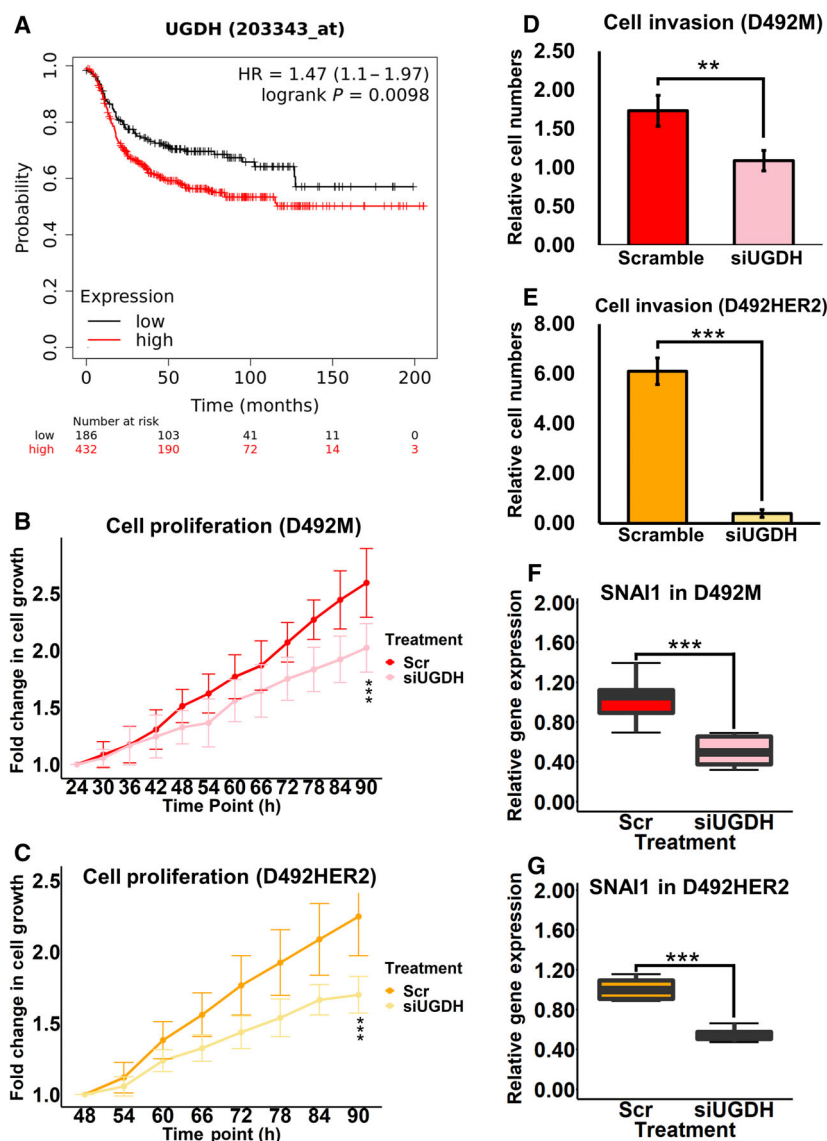 A
UGDH (203343_at)
HR = 1.47 (1.1 – 1.97)
logrank P = 0.0098
Probability
1.0
0.8
0.6
0.4
0.2
0.0
Expression
low
high
0 50 100 150 200
Time (months)
Number at risk
low 186 103 41 11 0
high 432 190 72 14 3
B
Cell proliferation (D492M)
Fold change in cell growth
2.5
2.0
1.5
1.0
Treatment
Scr
siUGDH
***
24 30 36 42 48 54 60 66 72 78 84 90
Time Point (h)
C
Cell proliferation (D492HER2)
Fold change in cell growth
2.5
2.0
1.5
1.0
Treatment
Scr
siUGDH
***
48 54 60 66 72 78 84 90
Time point (h)
D
Cell invasion (D492M)
Relative cell numbers
2.50
2.00
1.50
1.00
0.50
0.00
**
Scramble siUGDH
E
Cell invasion (D492HER2)
Relative cell numbers
8.00
6.00
4.00
2.00
0.00
***
Scramble siUGDH
F
SNAI1 in D492M
Relative gene expression
2.00
1.60
1.20
0.80
0.40
0.00
***
Scr siUGDH
Treatment
G
SNAI1 in D492HER2
Relative gene expression
2.00
1.60
1.20
0.80
0.40
0.00
***
Scr siUGDH
Treatment